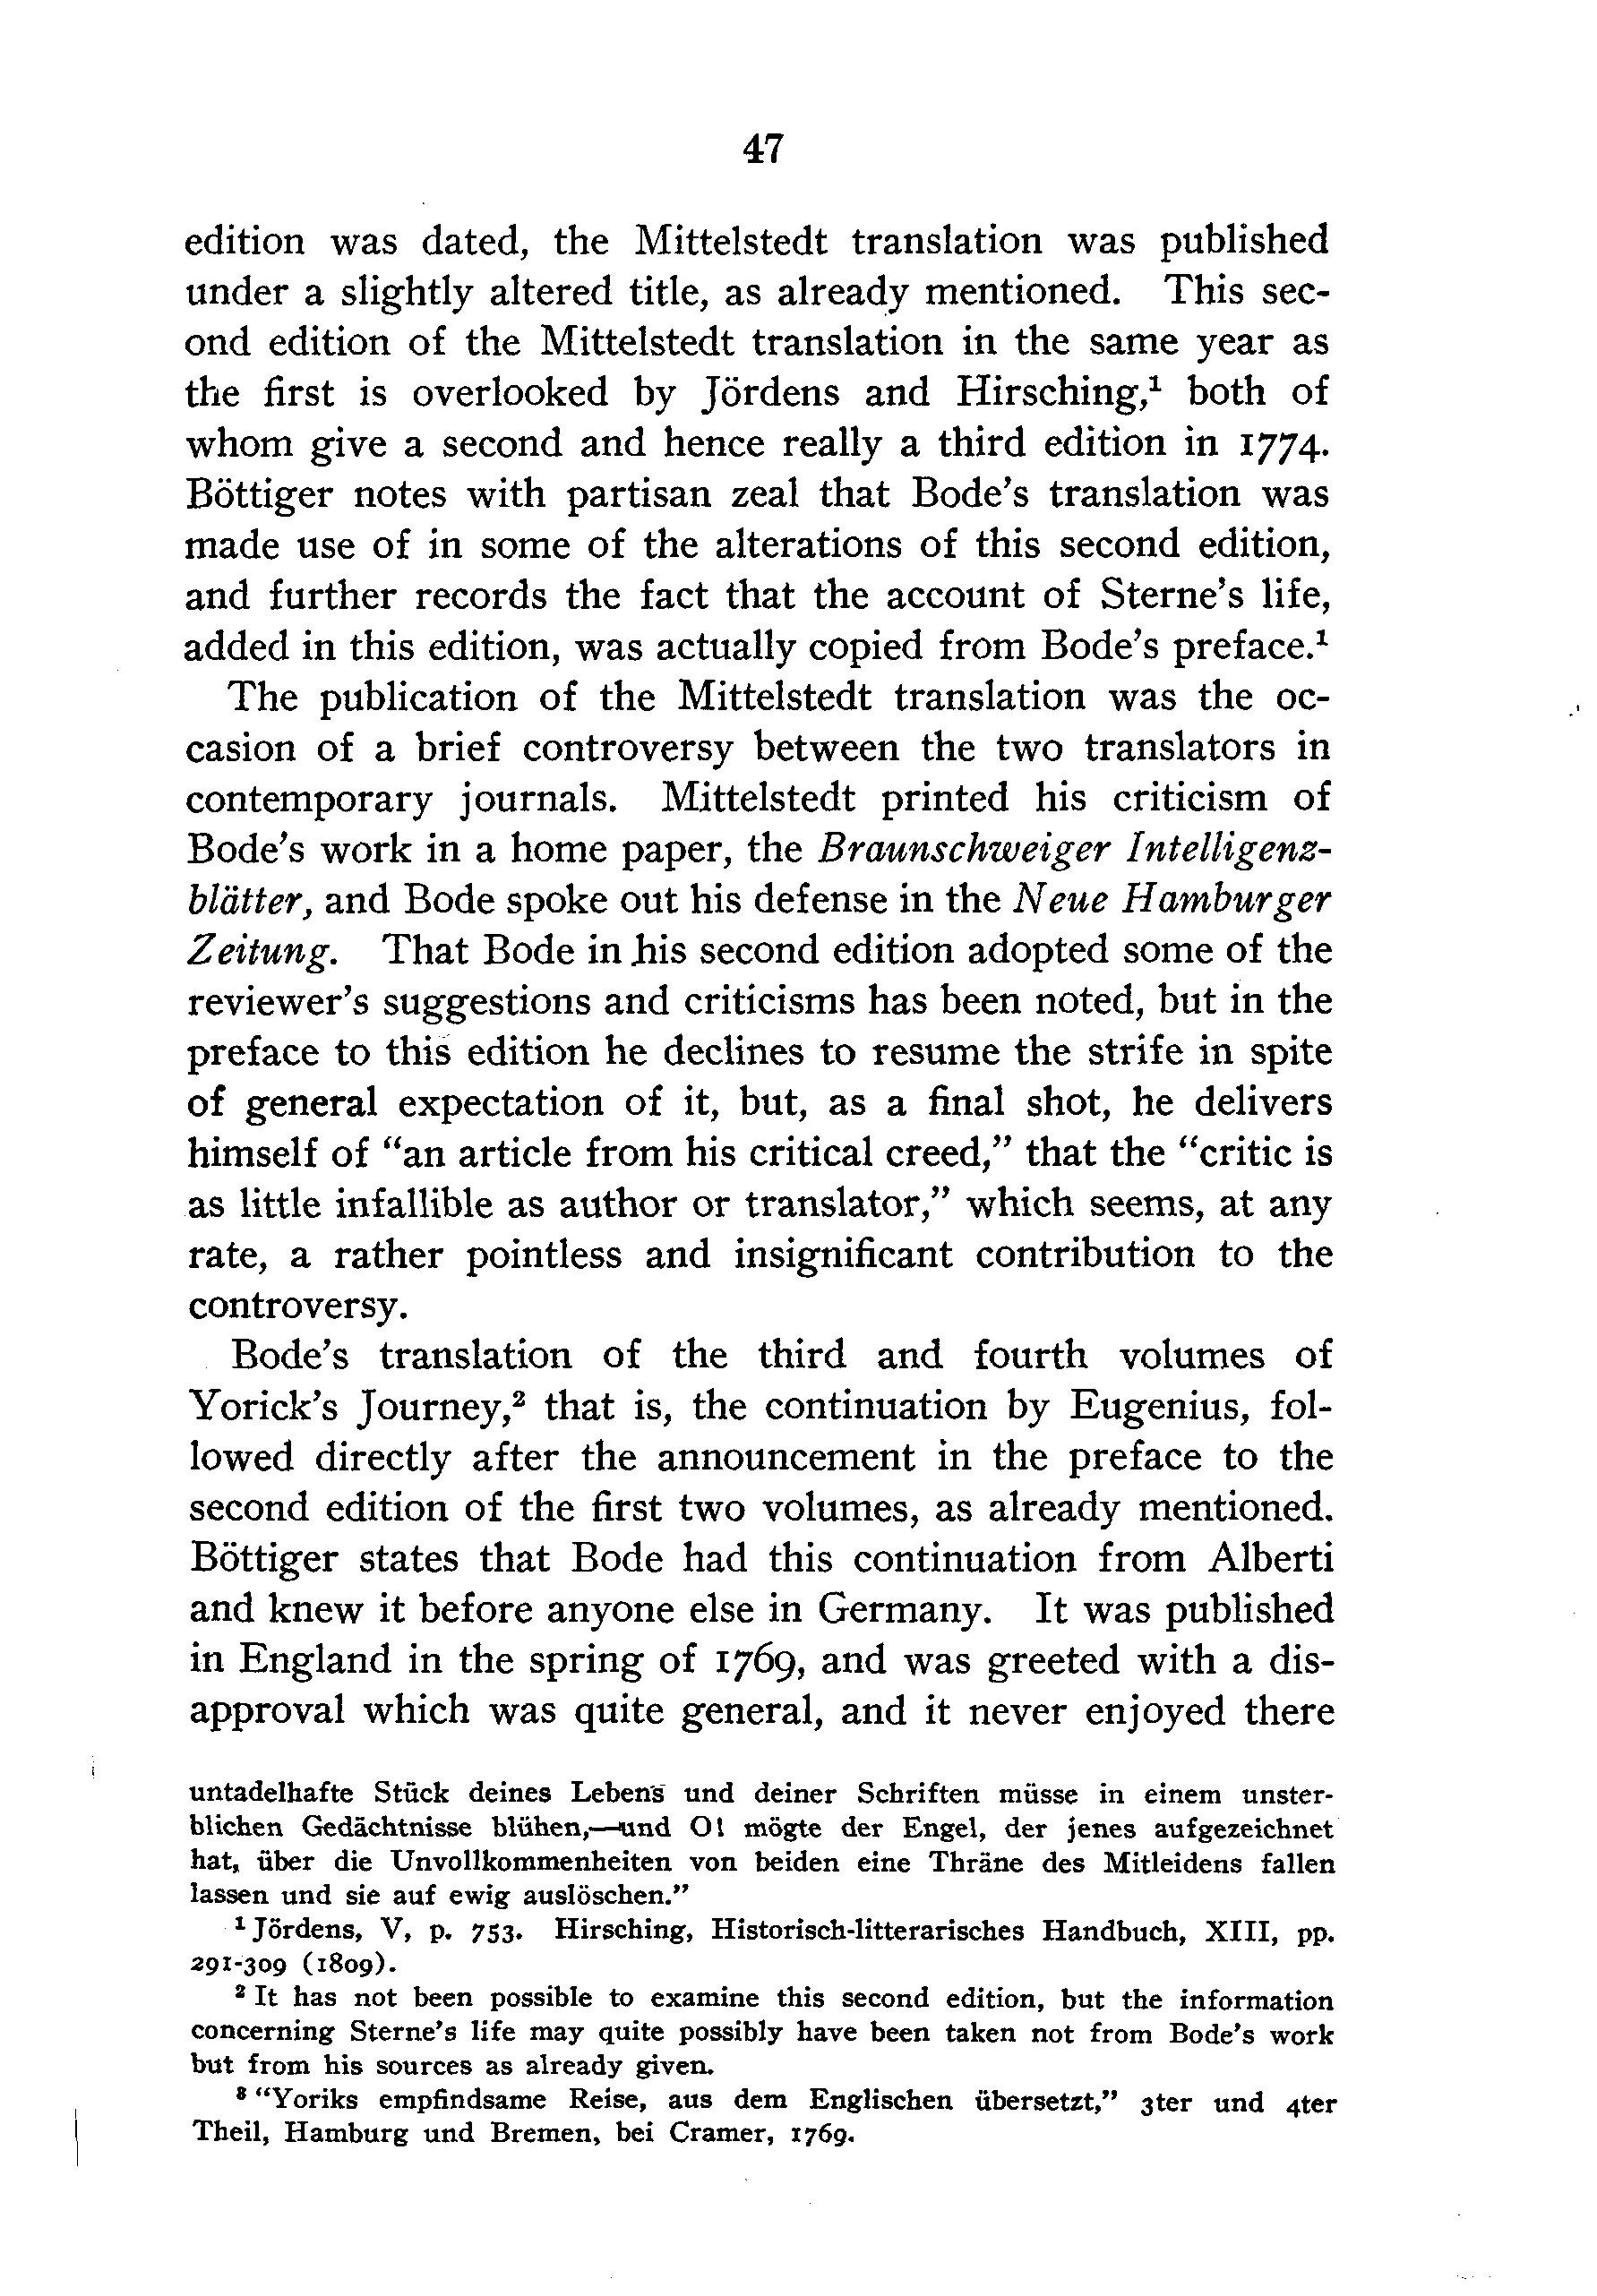 47
edition was dated, the Mittelstedt translation was published
under a slightly altered title, as already mentioned. This sec-
ond edition of the Mittelstedt translation in the same year as
the first is overlooked by Jördens and Hirsching,¹ both of
whom give a second and hence really a third edition in 1774.
Böttiger notes with partisan zeal that Bode's translation was
made use of in some of the alterations of this second edition,
and further records the fact that the account of Sterne's life,
added in this edition, was actually copied from Bode's preface.¹
The publication of the Mittelstedt translation was the oc-
casion of a brief controversy between the two translators in
contemporary journals. Mittelstedt printed his criticism of
Bode's work in a home paper, the Braunschweiger Intelligenz-
blätter, and Bode spoke out his defense in the Neue Hamburger
Zeitung. That Bode in his second edition adopted some of the
reviewer's suggestions and criticisms has been noted, but in the
preface to this edition he declines to resume the strife in spite
of general expectation of it, but, as a final shot, he delivers
himself of “an article from his critical creed,” that the “critic is
as little infallible as author or translator,” which seems, at any
rate, a rather pointless and insignificant contribution to the
controversy.
Bode's translation of the third and fourth volumes of
Yorick's Journey,² that is, the continuation by Eugenius, fol-
lowed directly after the announcement in the preface to the
second edition of the first two volumes, as already mentioned.
Böttiger states that Bode had this continuation from Alberti
and knew it before anyone else in Germany. It was published
in England in the spring of 1769, and was greeted with a dis-
approval which was quite general, and it never enjoyed there
untadelhafte Stück deines Lebens und deiner Schriften müsse in einem unster-
blichen Gedächtnisse blühen,—und O! mögte der Engel, der jenes aufgezeichnet
hat, über die Unvollkommenheiten von beiden eine Thräne des Mitleidens fallen
lassen und sie auf ewig auslöschen.”
¹ Jördens, V, p. 753. Hirsching, Historisch-litterarisches Handbuch, XIII, pp.
291-309 (1809).
² It has not been possible to examine this second edition, but the information
concerning Sterne's life may quite possibly have been taken not from Bode's work
but from his sources as already given.
³ “Yoriks empfindsame Reise, aus dem Englischen übersetzt,” 3ter und 4ter
Theil, Hamburg und Bremen, bei Cramer, 1769.